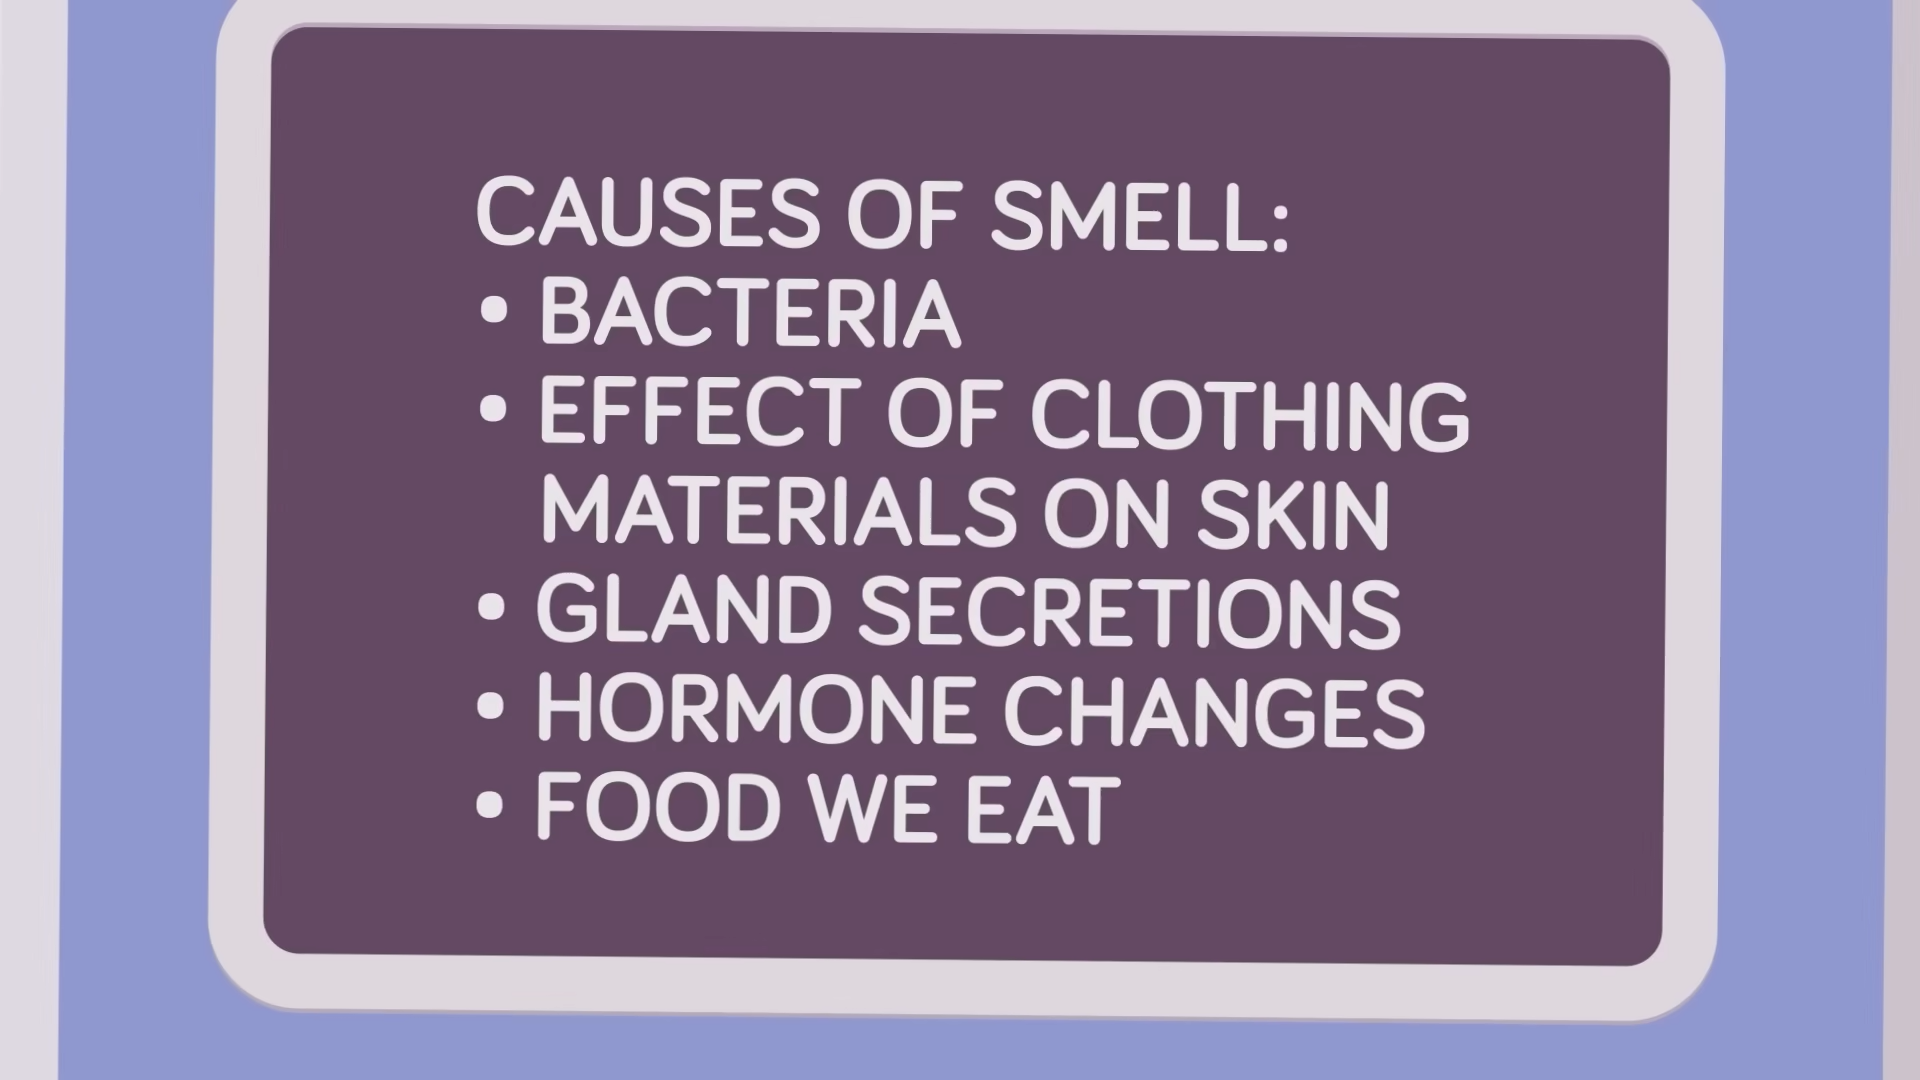 CAUSES OF SMELL:
• BACTERIA
• EFFECT OF CLOTHING
MATERIALS ON SKIN
• GLAND SECRETIONS
• HORMONE CHANGES
• FOOD WE EAT